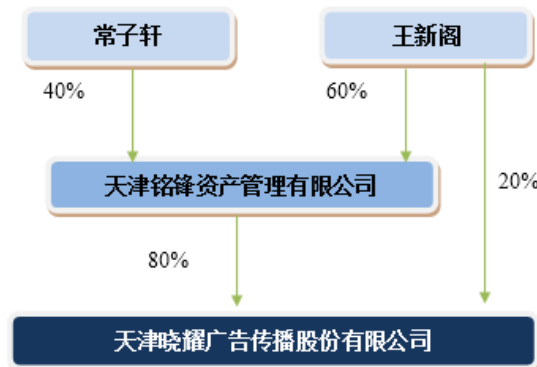 常子轩
王新阁
40%
60%
天津铭锋资产管理有限公司
20%
80%
天津晓耀广告传播股份有限公司